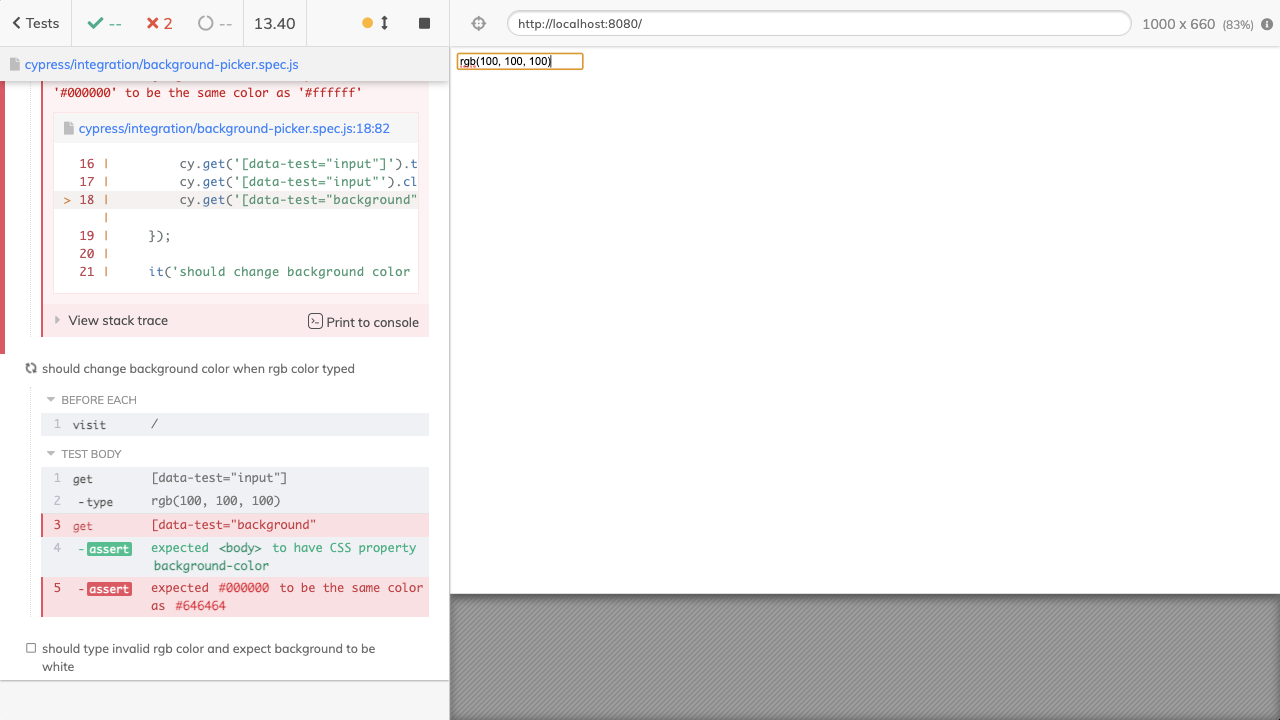 Tests
--
2
--
13.40
http://localhost:8080/
1000 x 660 (83%)
cypress/integration/background-picker.spec.js
'#000000' to be the same color as '#ffffff'
cypress/integration/background-picker.spec.js:18:82
16 | cy.get('[data-test="input"]').t
17 | cy.get('[data-test="input"').cl
> 18 | cy.get('[data-test="background"
|
19 | });
20 |
21 | it('should change background color
View stack trace
Print to console
should change background color when rgb color typed
BEFORE EACH
1 visit /
TEST BODY
1 get [data-test="input"]
2 -type rgb(100, 100, 100)
3 get [data-test="background"
4 -assert expected <body> to have CSS property
background-color
5 -assert expected #000000 to be the same color
as #646464
should type invalid rgb color and expect background to be
white
rgb(100, 100, 100)